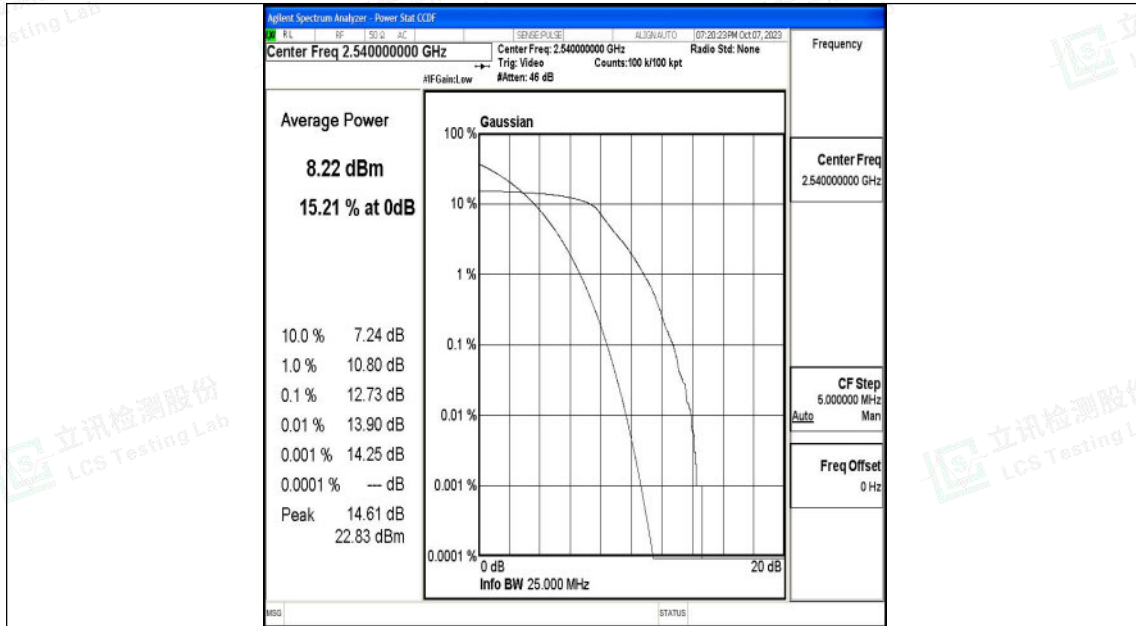 Agilent Spectrum Analyzer - Power Stat CCDF
RL RF 50 Ω AC SENSE:PULSE ALIGNAUTO 07:20:23PM Oct 07, 2023
Center Freq 2.540000000 GHz
Center Freq: 2.540000000 GHz Radio Std: None
Trig: Video Counts:100 k/100 kpt
#IFGain:Low #Atten: 46 dB
Frequency
Average Power
8.22 dBm
15.21 % at 0dB
10.0 % 7.24 dB
1.0 % 10.80 dB
0.1 % 12.73 dB
0.01 % 13.90 dB
0.001 % 14.25 dB
0.0001 % --- dB
Peak 14.61 dB
22.83 dBm
Gaussian
100 %
10 %
1 %
0.1 %
0.01 %
0.001 %
0.0001 %
0 dB 20 dB
Info BW 25.000 MHz
Center Freq
2.540000000 GHz
CF Step
5.000000 MHz
Auto Man
Freq Offset
0 Hz
MSG STATUS
立讯检测股份
LCS Testing Lab
立讯检测股份
LCS Testing L